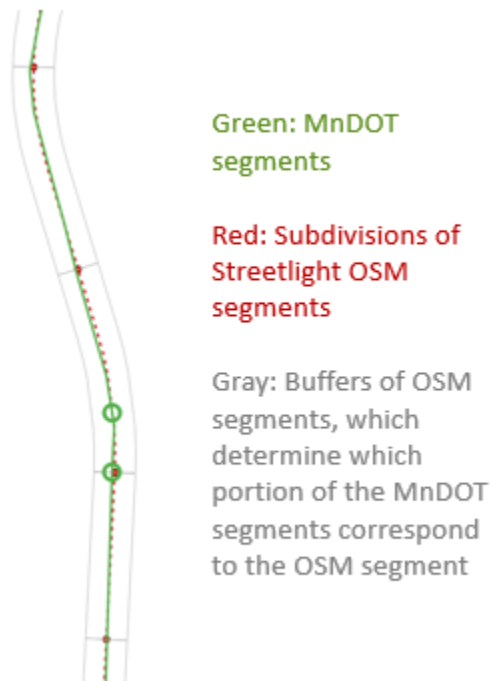 Green: MnDOT
segments
Red: Subdivisions of
Streetlight OSM
segments
Gray: Buffers of OSM
segments, which
determine which
portion of the MnDOT
segments correspond
to the OSM segment